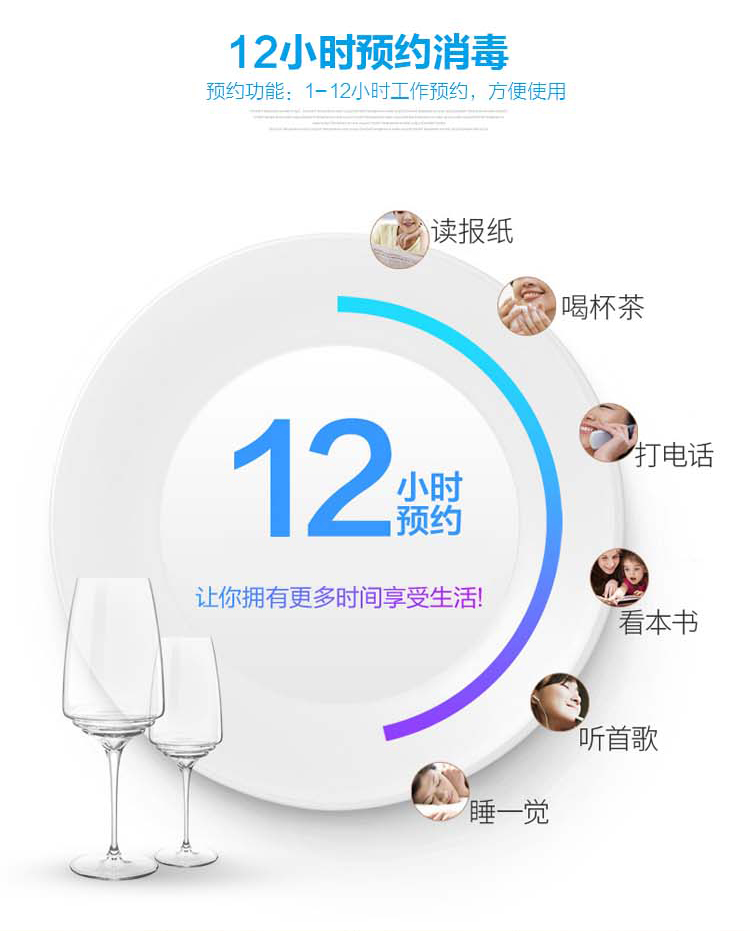 12小时预约消毒
预约功能：1-12小时工作预约，方便使用
读报纸
喝杯茶
打电话
12小时
预约
让你拥有更多时间享受生活!
看本书
听首歌
睡一觉